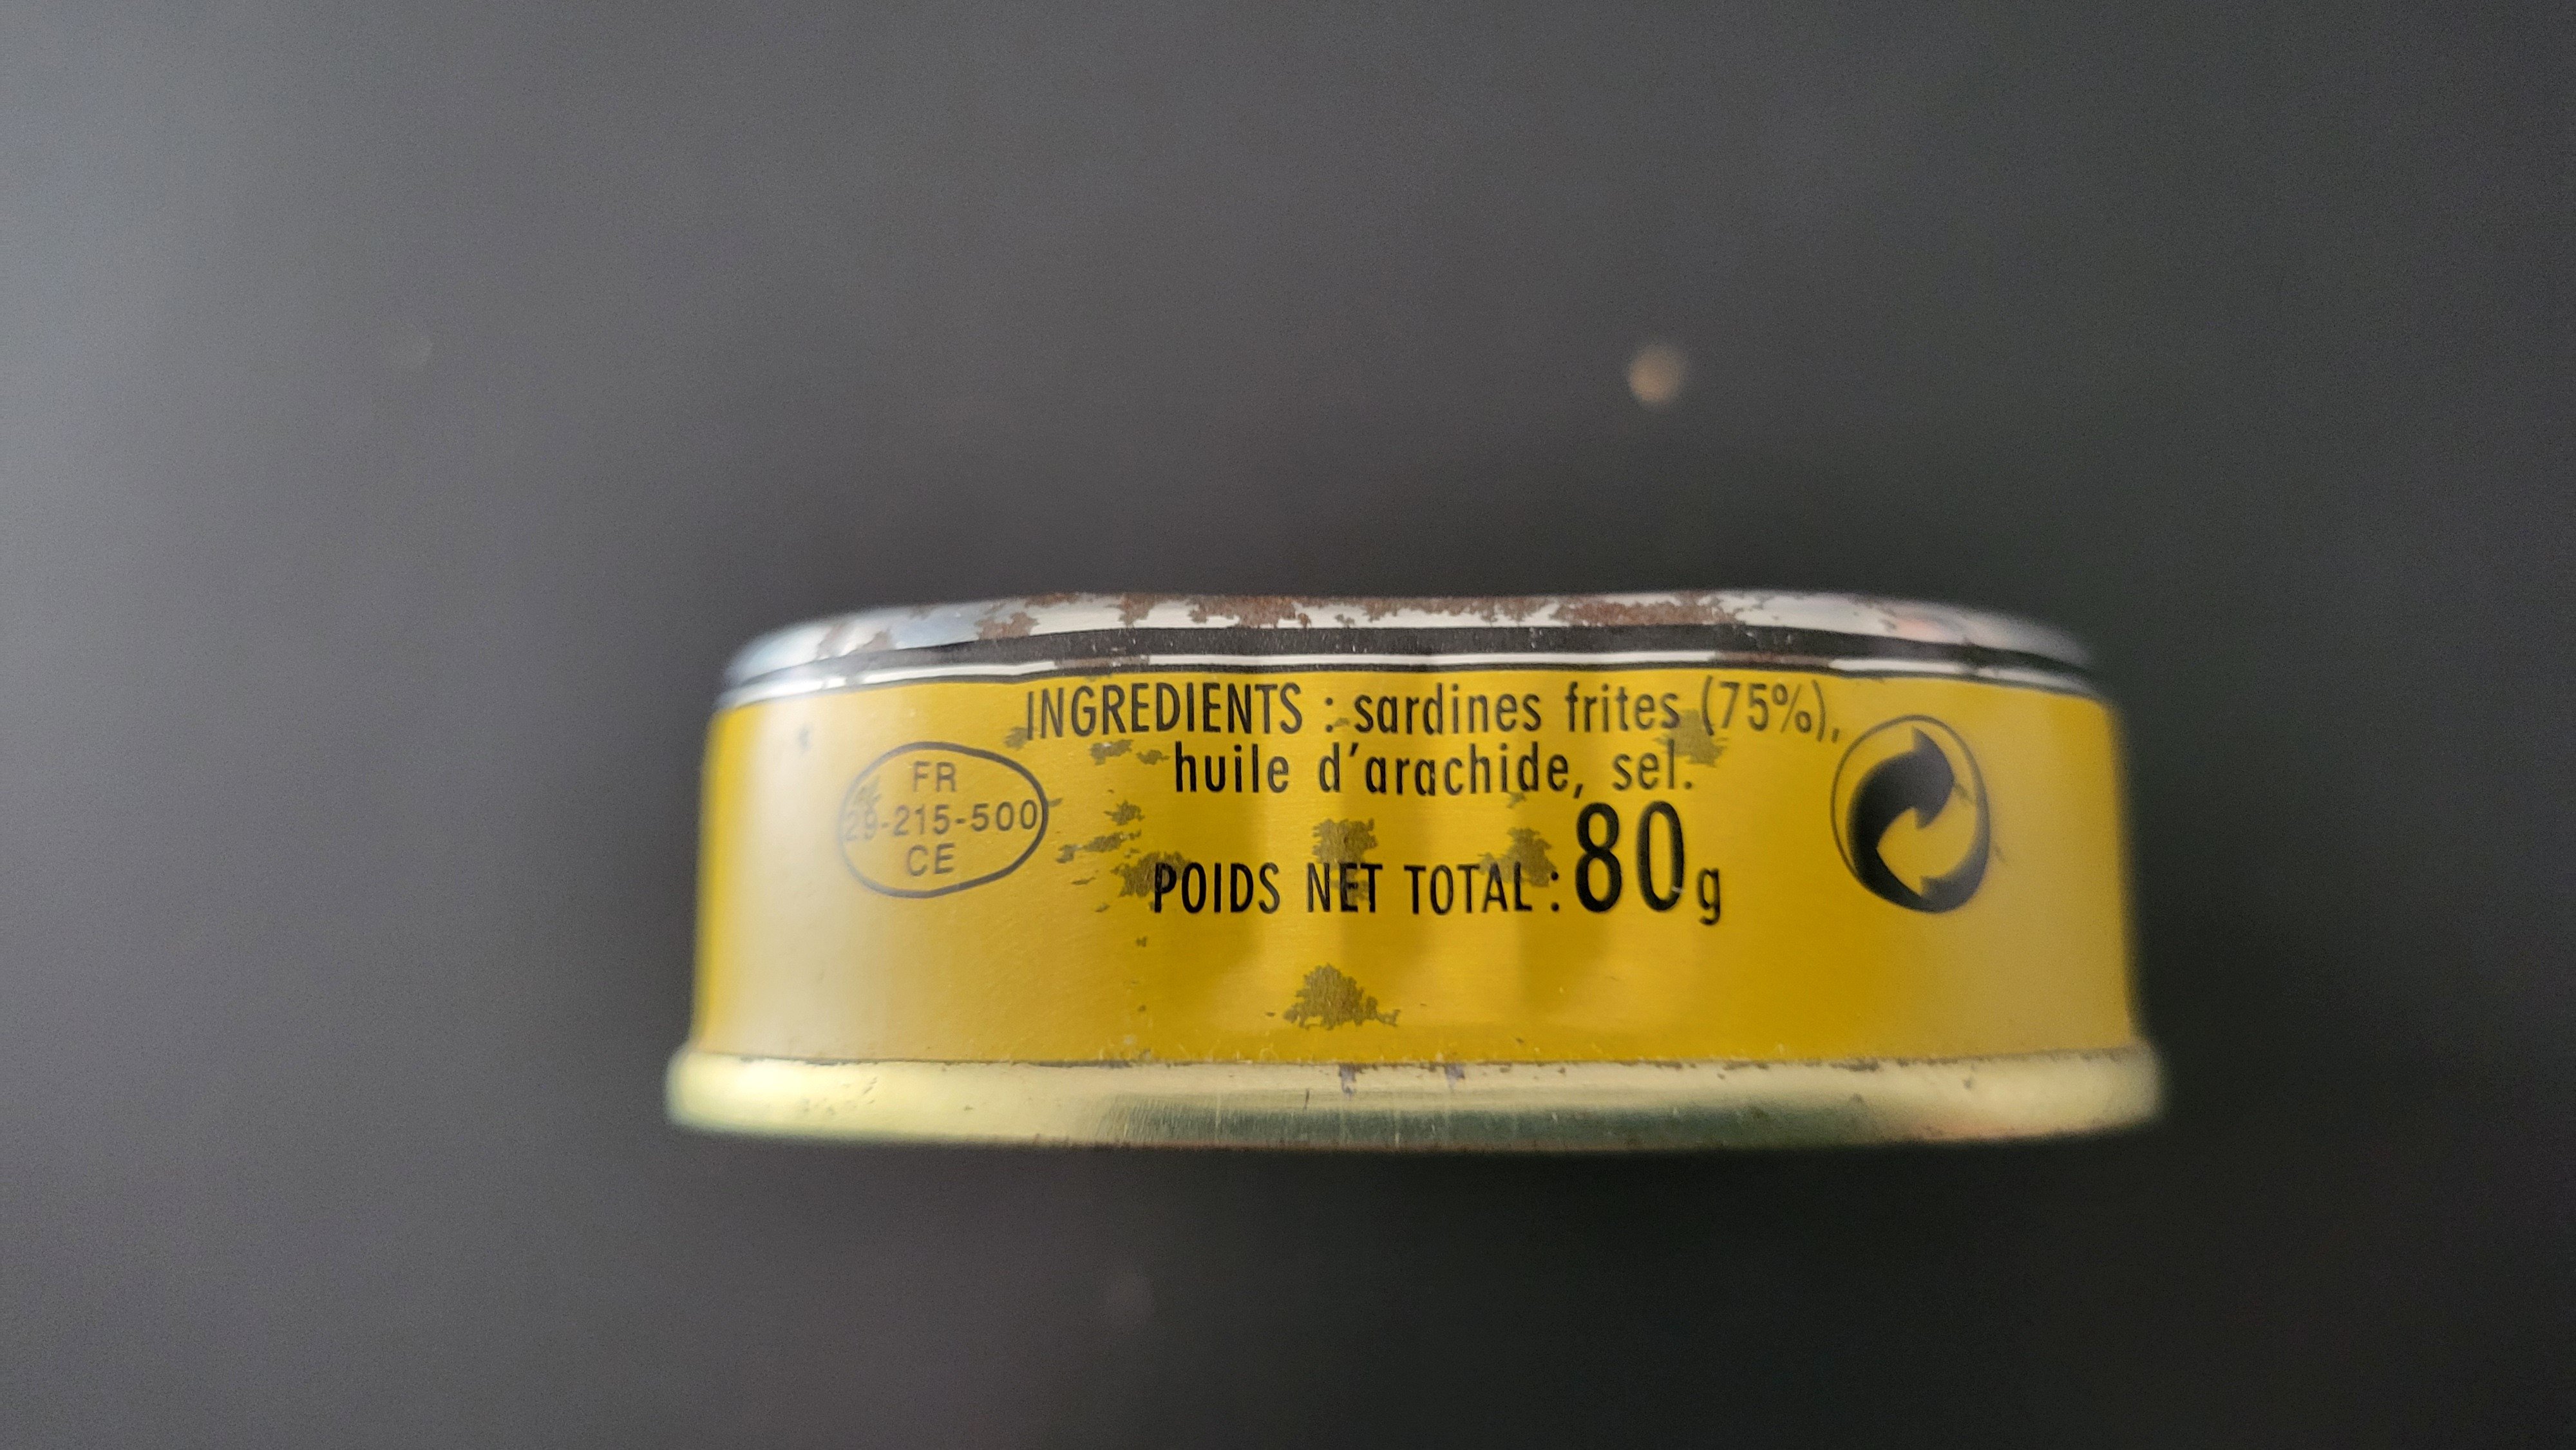 INGREDIENTS : sardines frites (75%),
huile d'arachide, sel.
POIDS NET TOTAL : 80g
FR
29-215-500
CE